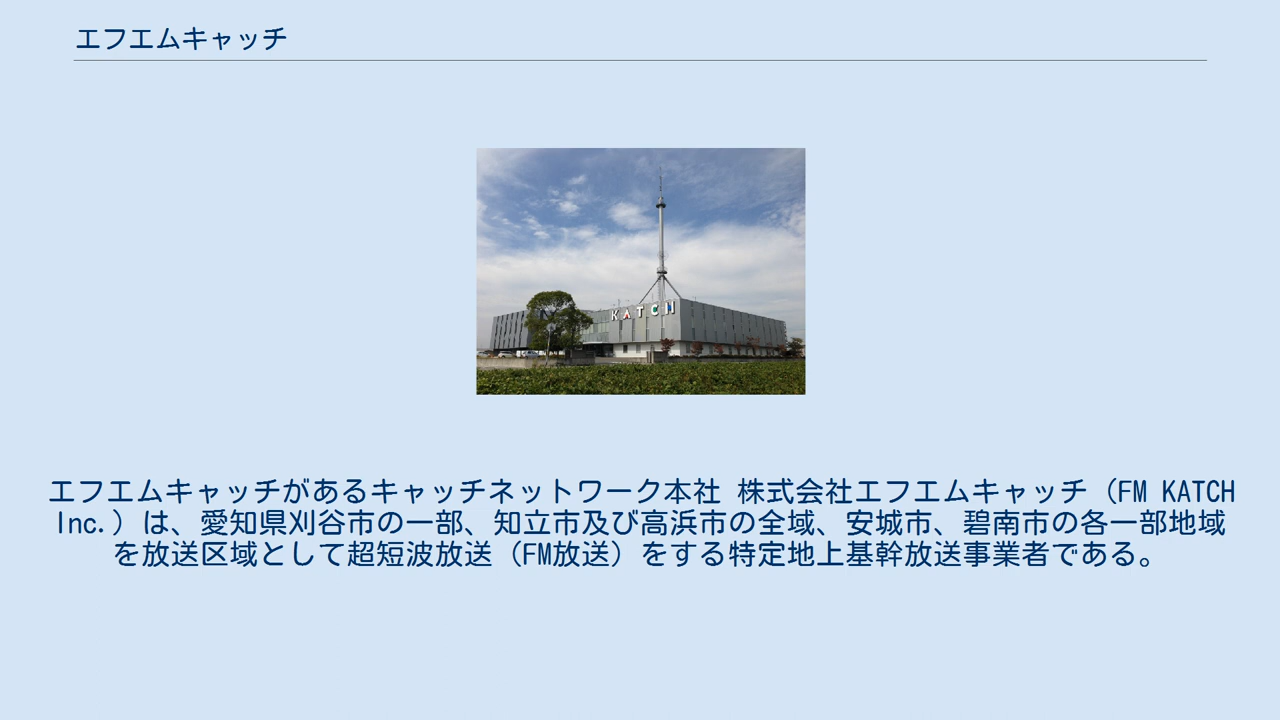 エフエムキャッチ
KATCH
エフエムキャッチがあるキャッチネットワーク本社 株式会社エフエムキャッチ（FM KATCH
Inc.）は、愛知県刈谷市の一部、知立市及び高浜市の全域、安城市、碧南市の各一部地域
を放送区域として超短波放送（FM放送）をする特定地上基幹放送事業者である。